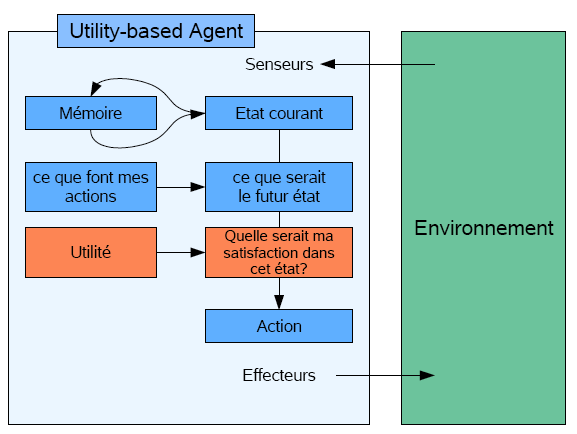 Utility-based Agent
Senseurs
Mémoire
Etat courant
ce que font mes
actions
ce que serait
le futur état
Utilité
Quelle serait ma
satisfaction dans
cet état?
Action
Effecteurs
Environnement